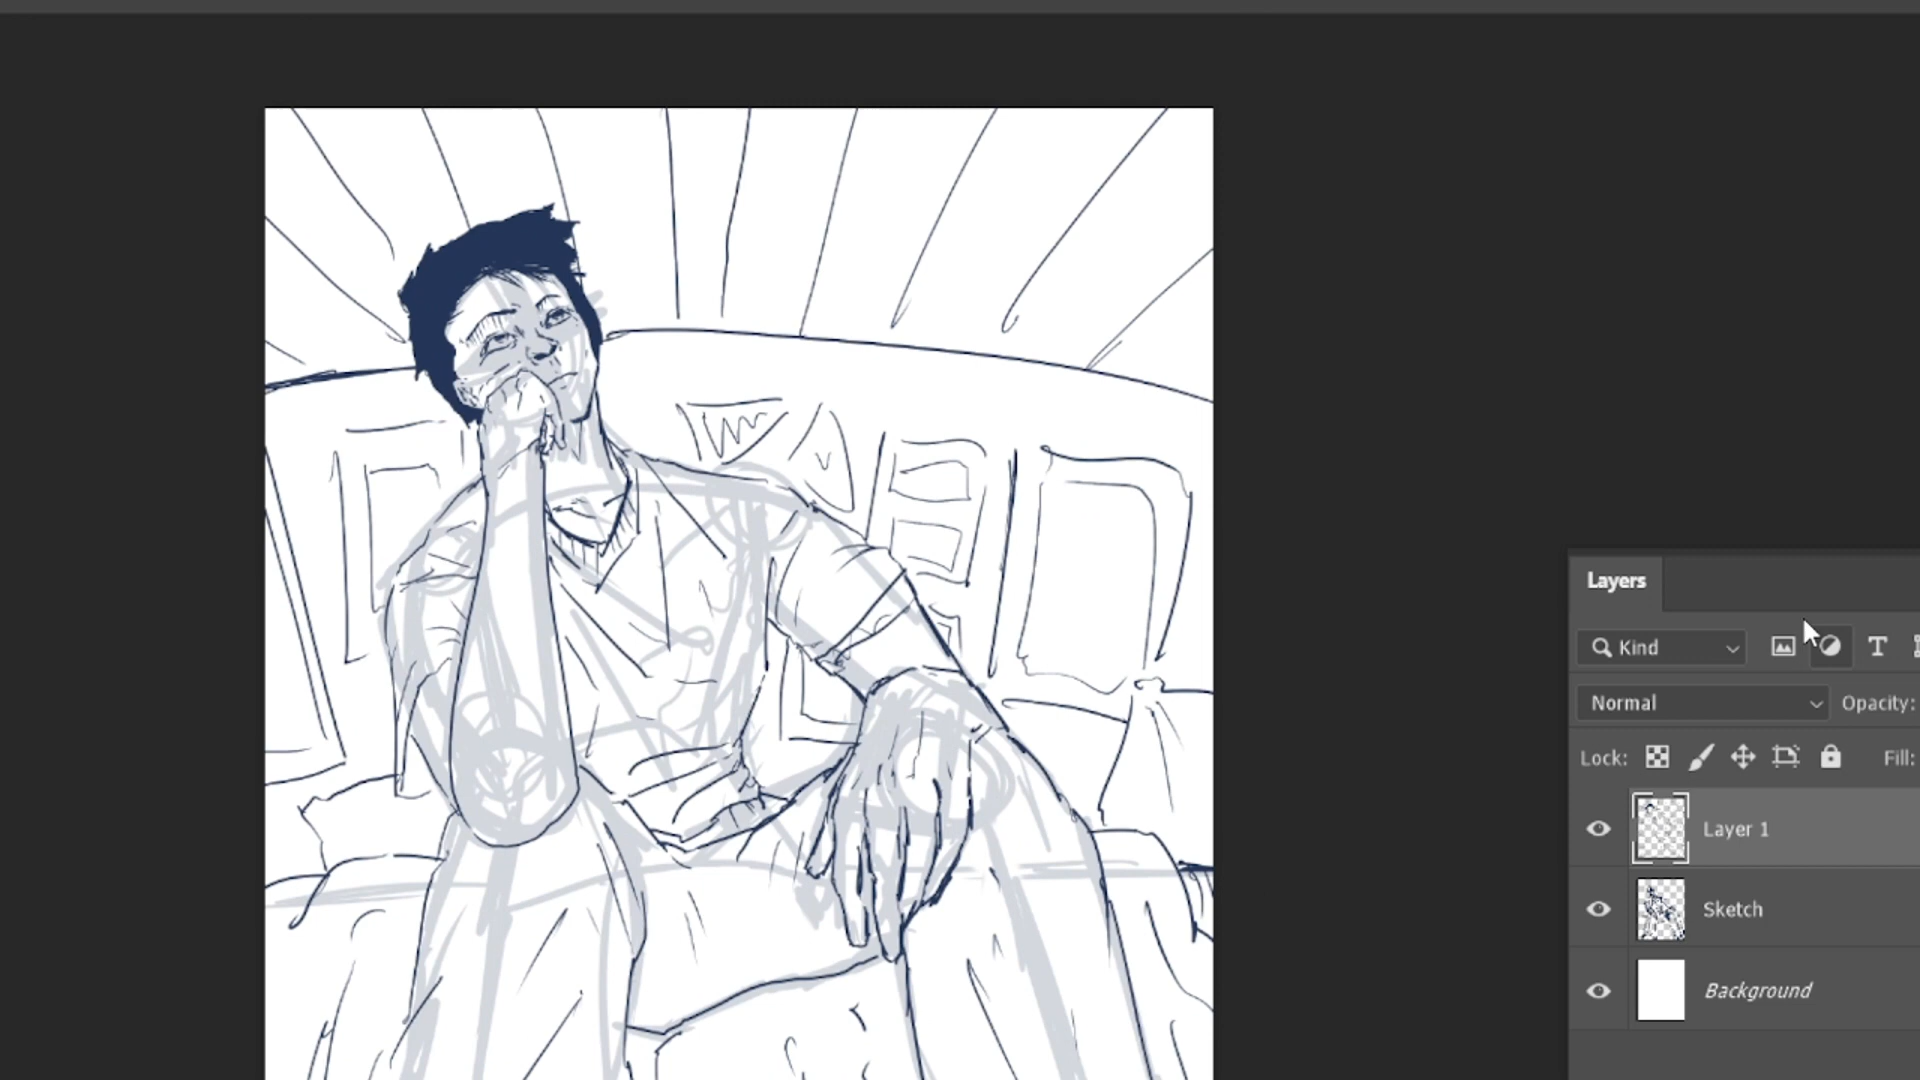 Layers
Kind
Normal Opacity:
Lock: Fill:
Layer 1
Sketch
Background